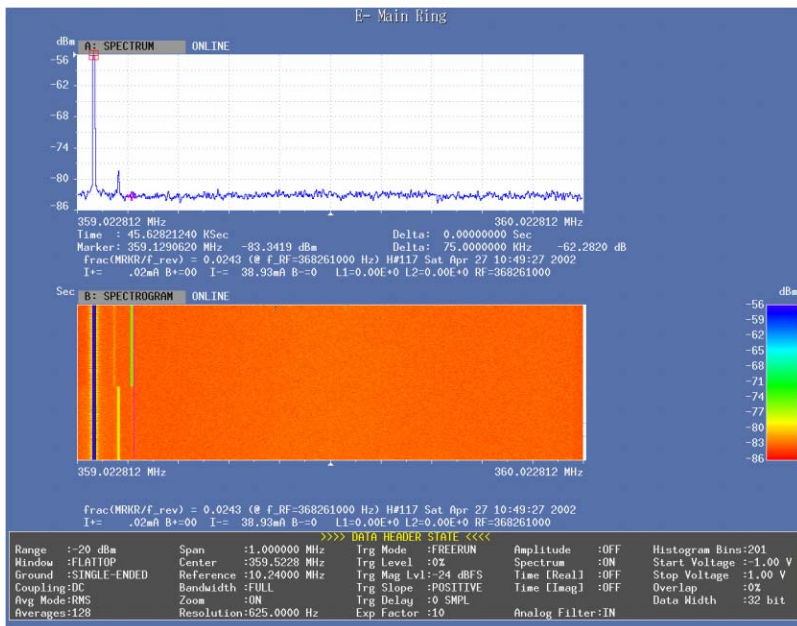 E- Main Ring
dBm
A: SPECTRUM ONLINE
-56
-62
-68
-74
-80
-86
359.022812 MHz 360.022812 MHz
Time : 45.62821240 KSec Delta: 0.00000000 Sec
Marker: 359.1290620 MHz -83.3419 dBm Delta: 75.0000000 KHz -62.2820 dB
frac(MRKR/f_rev) = 0.0243 (@ f_RF=368261000 Hz) H#117 Sat Apr 27 10:49:27 2002
I+= .02mA B+=00 I-= 38.93mA B-=0 L1=0.00E+0 L2=0.00E+0 RF=368261000
Sec
B: SPECTROGRAM ONLINE
dBm
-56
-59
-62
-65
-68
-71
-74
-77
-80
-83
-86
359.022812 MHz 360.022812 MHz
frac(MRKR/f_rev) = 0.0243 (@ f_RF=368261000 Hz) H#117 Sat Apr 27 10:49:27 2002
I+= .02mA B+=00 I-= 38.93mA B-=0 L1=0.00E+0 L2=0.00E+0 RF=368261000
>>>> DATA HEADER STATE <<<<
Range :-20 dBm Span :1.000000 MHz Trg Mode :FREERUN Amplitude :OFF Histogram Bins:201
Window :FLATTOP Center :359.5228 MHz Trg Level :0% Spectrum :ON Start Voltage :-1.00 V
Ground :SINGLE-ENDED Reference :10.24000 MHz Trg Mag Lvl:-24 dBFS Time [Real] :OFF Stop Voltage :1.00 V
Coupling:DC Bandwidth :FULL Trg Slope :POSITIVE Time [Imag] :OFF Overlap :0%
Avg Mode:RMS Zoom :ON Trg Delay :0 SMPL Data Width :32 bit
Averages:128 Resolution:625.0000 Hz Exp Factor :10 Analog Filter:IN